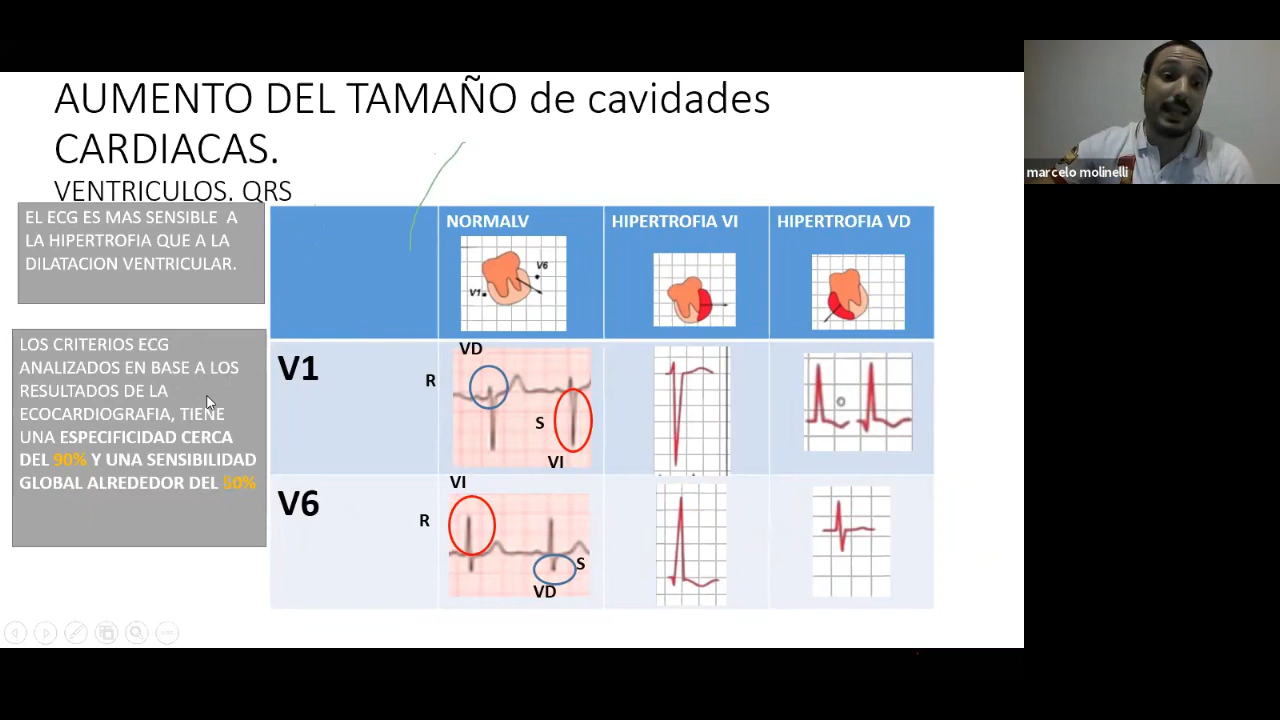 AUMENTO DEL TAMAÑO de cavidades
CARDIACAS.
VENTRICULOS. QRS
EL ECG ES MAS SENSIBLE A
LA HIPERTROFIA QUE A LA
DILATACION VENTRICULAR.
LOS CRITERIOS ECG
ANALIZADOS EN BASE A LOS
RESULTADOS DE LA
ECOCARDIOGRAFIA, TIENE
UNA ESPECIFICIDAD CERCA
DEL 90% Y UNA SENSIBILIDAD
GLOBAL ALREDEDOR DEL 50%
NORMALV
HIPERTROFIA VI
HIPERTROFIA VD
V6
V1
V1
VD
R
S
VI
V6
VI
R
S
VD
marcelo molinelli